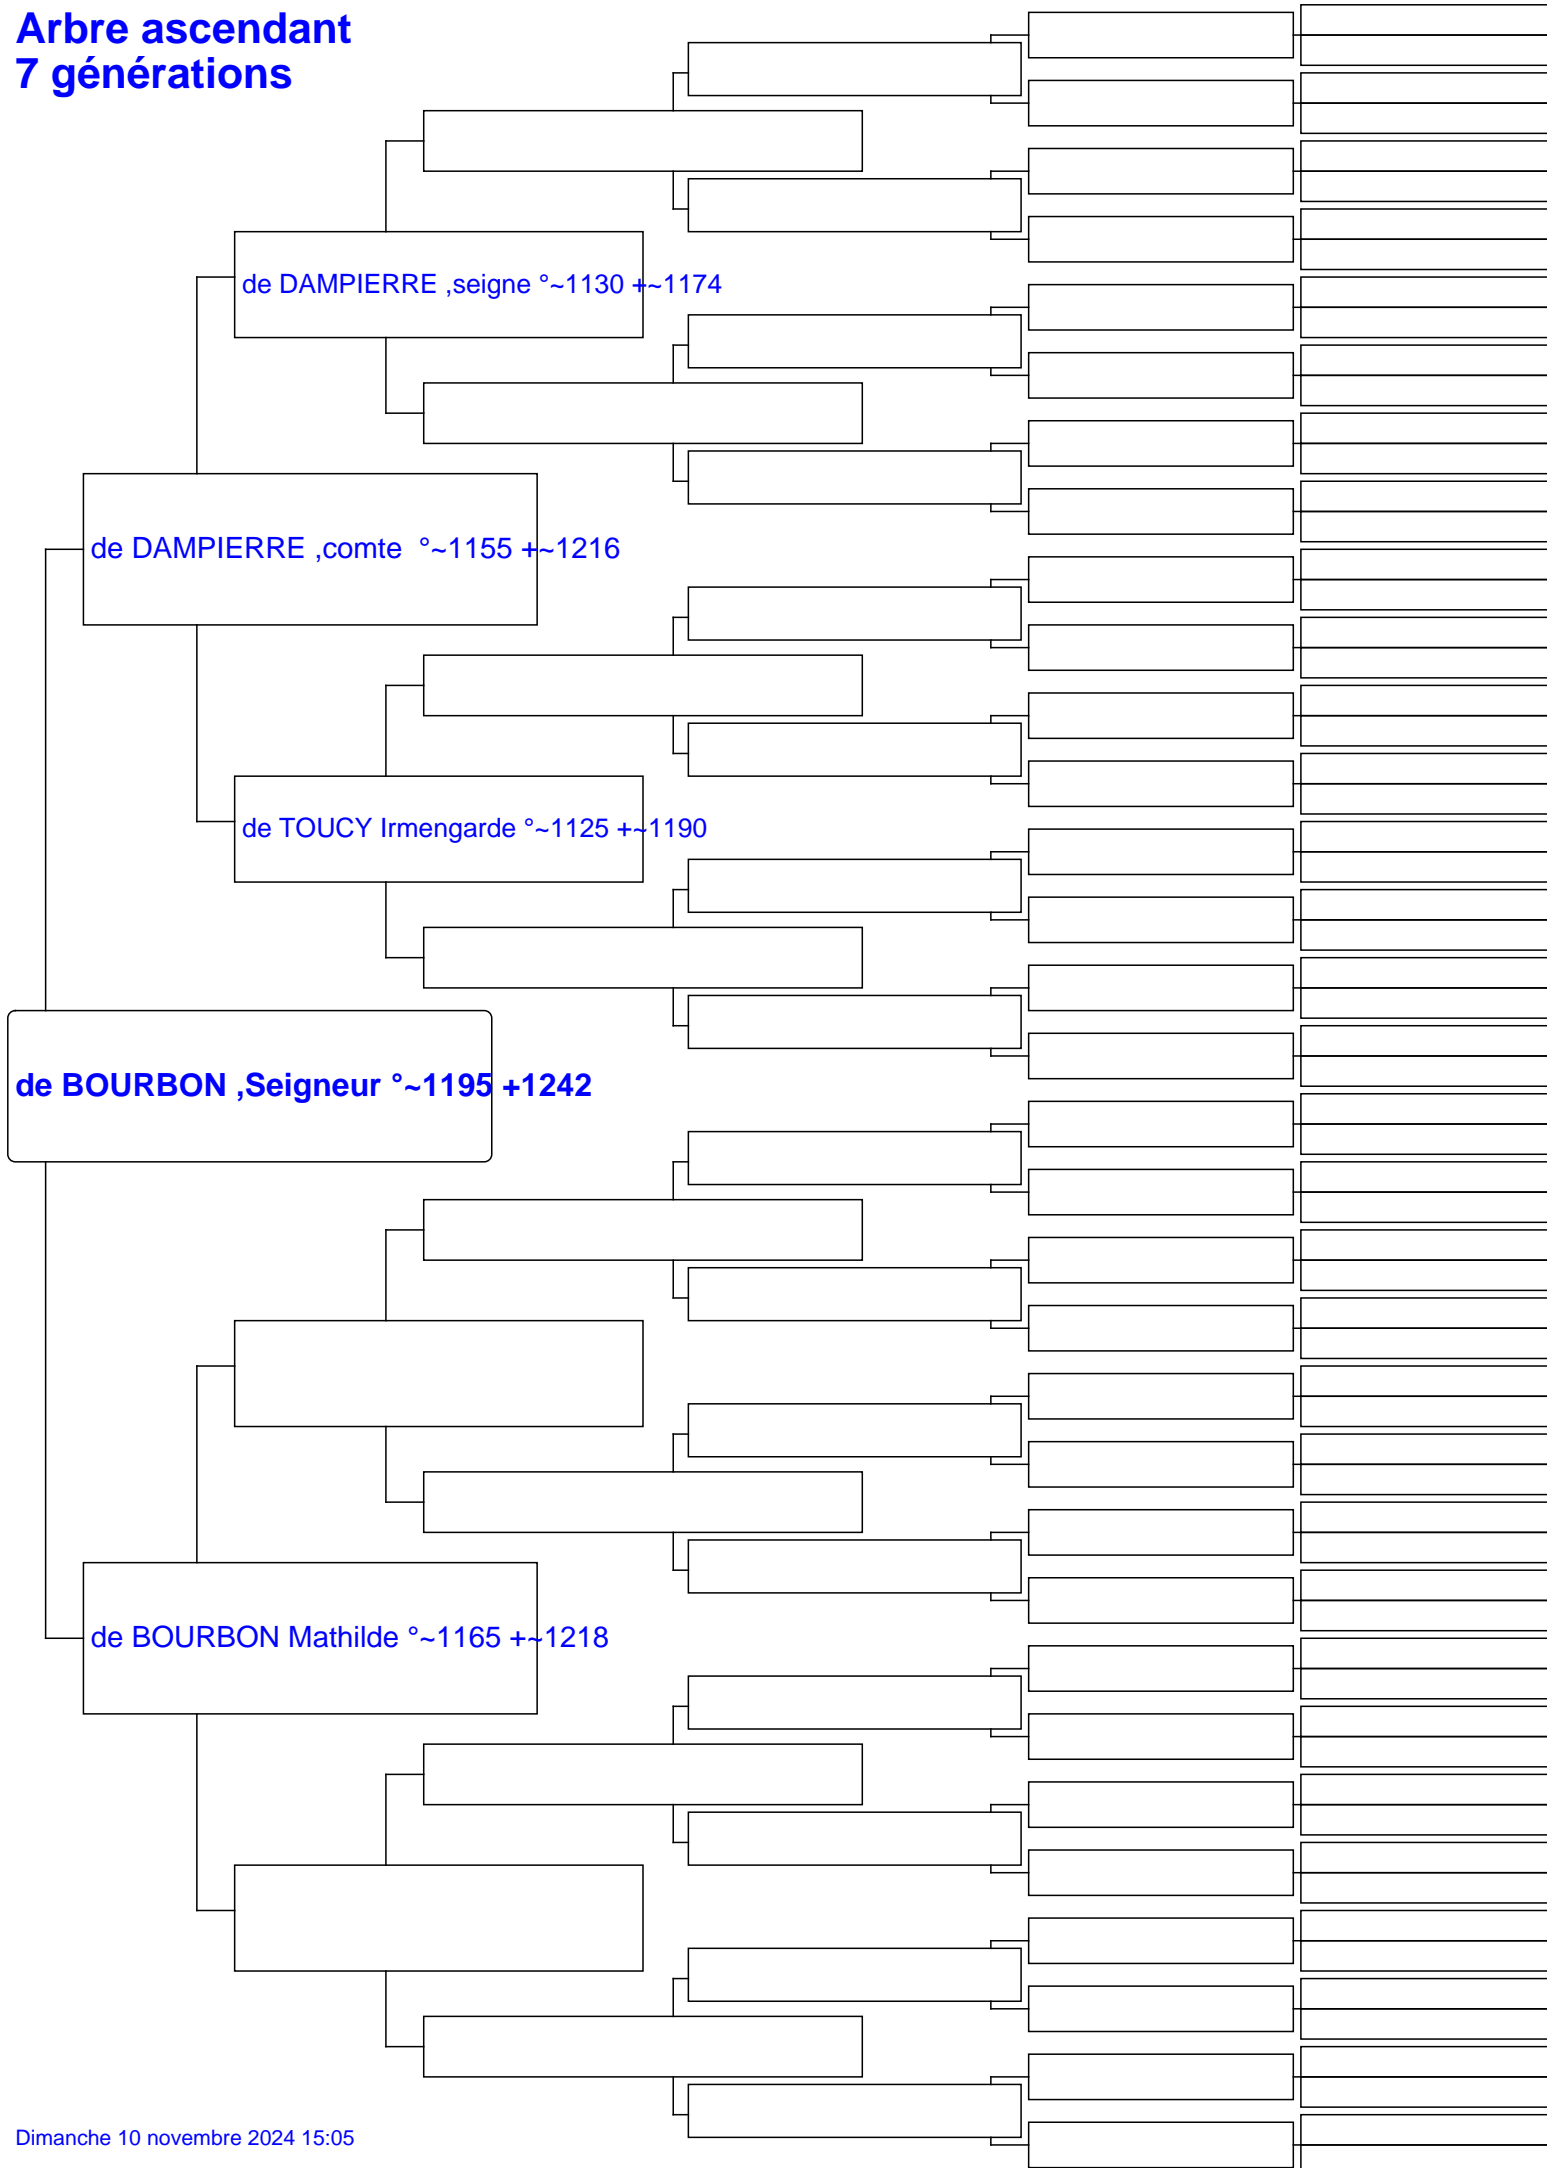 Arbre ascendant
7 générations
de DAMPIERRE ,seigne °~1130 +~1174
de DAMPIERRE ,comte  °~1155 +~1216
de TOUCY Irmengarde °~1125 +~1190
de BOURBON ,Seigneur °~1195 +1242
de BOURBON Mathilde °~1165 +~1218
Dimanche 10 novembre 2024 15:05